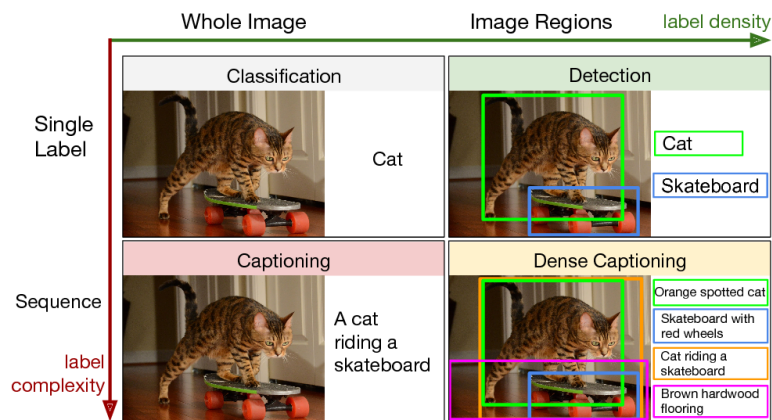 Whole Image
Image Regions
label density
Single
Label
Classification
Cat
Detection
Cat
Skateboard
Sequence
label
complexity
Captioning
A cat
riding a
skateboard
Dense Captioning
Orange spotted cat
Skateboard with
red wheels
Cat riding a
skateboard
Brown hardwood
flooring